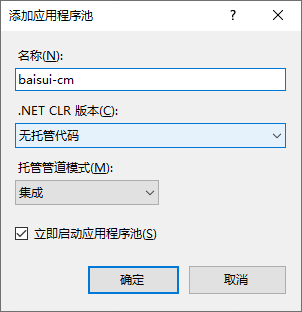 添加应用程序池
?
×
名称(N):
baisui-cm
.NET CLR 版本(C):
无托管代码
托管管道模式(M):
集成
立即启动应用程序池(S)
确定
取消